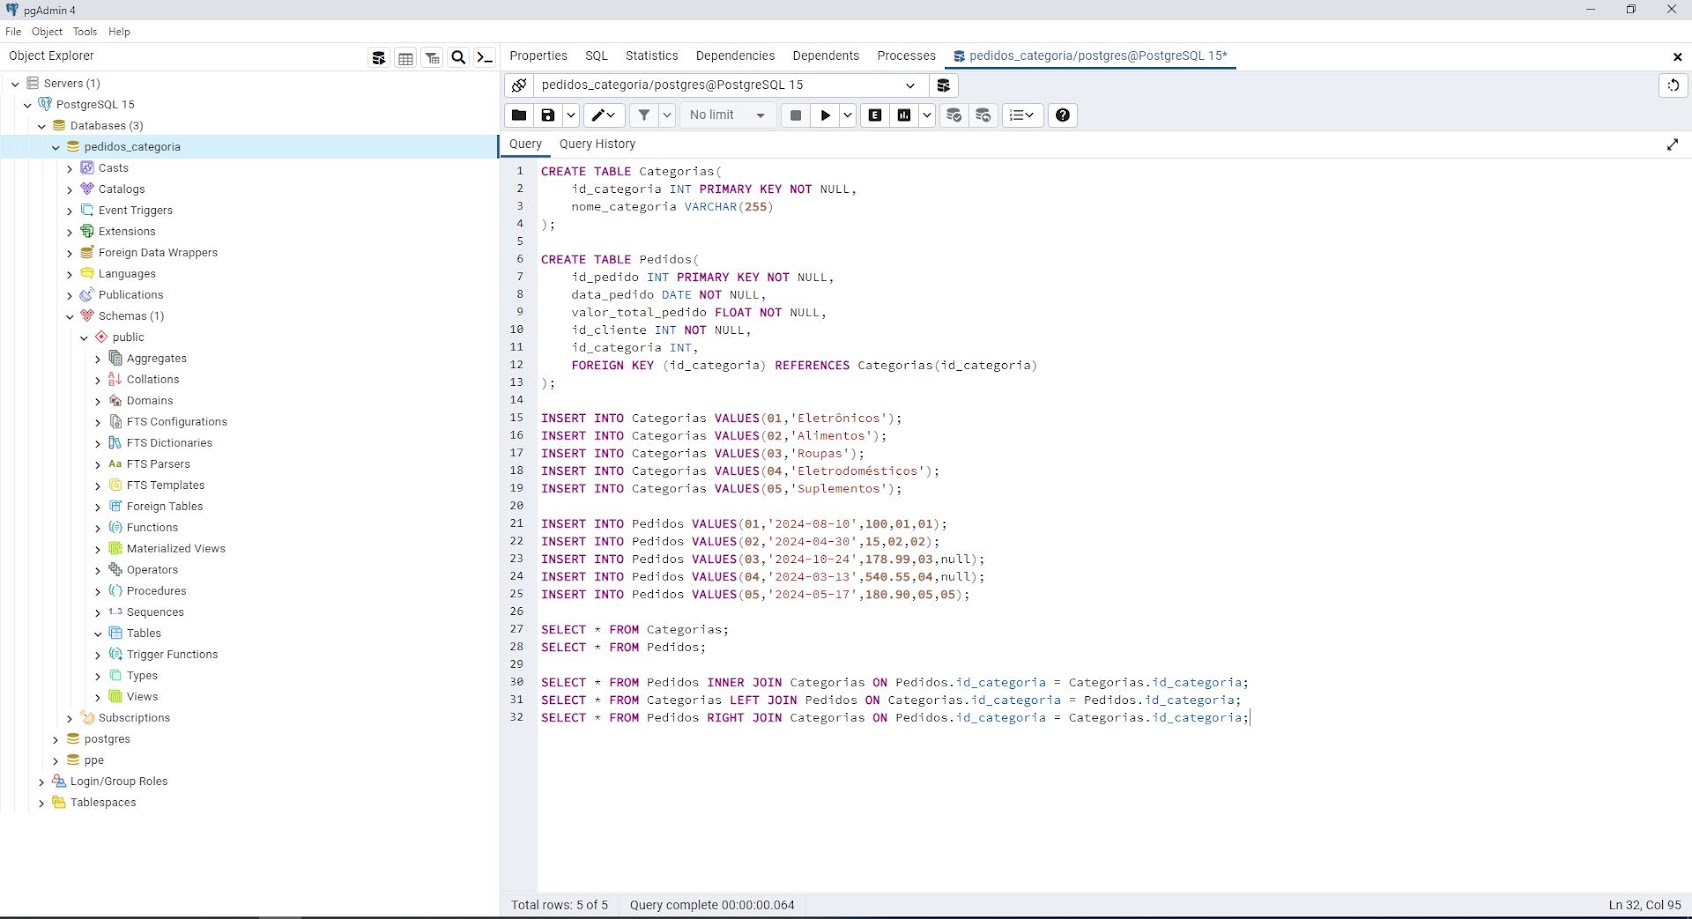 pgAdmin 4
File Object Tools Help
Object Explorer
Properties SQL Statistics Dependencies Dependents Processes pedidos_categoria/postgres@PostgreSQL 15*
pedidos_categoria/postgres@PostgreSQL 15
No limit
E
Query Query History
Servers (1)
PostgreSQL 15
Databases (3)
pedidos_categoria
Casts
Catalogs
Event Triggers
Extensions
Foreign Data Wrappers
Languages
Publications
Schemas (1)
public
Aggregates
Collations
Domains
FTS Configurations
FTS Dictionaries
Aa FTS Parsers
FTS Templates
Foreign Tables
Functions
Materialized Views
Operators
Procedures
1..3 Sequences
Tables
Trigger Functions
Types
Views
Subscriptions
postgres
ppe
Login/Group Roles
Tablespaces
1 CREATE TABLE Categorias(
2 id_categoria INT PRIMARY KEY NOT NULL,
3 nome_categoria VARCHAR(255)
4 );
5
6 CREATE TABLE Pedidos(
7 id_pedido INT PRIMARY KEY NOT NULL,
8 data_pedido DATE NOT NULL,
9 valor_total_pedido FLOAT NOT NULL,
10 id_cliente INT NOT NULL,
11 id_categoria INT,
12 FOREIGN KEY (id_categoria) REFERENCES Categorias(id_categoria)
13 );
14
15 INSERT INTO Categorias VALUES(01,'Eletrônicos');
16 INSERT INTO Categorias VALUES(02,'Alimentos');
17 INSERT INTO Categorias VALUES(03,'Roupas');
18 INSERT INTO Categorias VALUES(04,'Eletrodomésticos');
19 INSERT INTO Categorias VALUES(05,'Suplementos');
20
21 INSERT INTO Pedidos VALUES(01,'2024-08-10',100,01,01);
22 INSERT INTO Pedidos VALUES(02,'2024-04-30',15,02,02);
23 INSERT INTO Pedidos VALUES(03,'2024-10-24',178.99,03,null);
24 INSERT INTO Pedidos VALUES(04,'2024-03-13',540.55,04,null);
25 INSERT INTO Pedidos VALUES(05,'2024-05-17',180.90,05,05);
26
27 SELECT * FROM Categorias;
28 SELECT * FROM Pedidos;
29
30 SELECT * FROM Pedidos INNER JOIN Categorias ON Pedidos.id_categoria = Categorias.id_categoria;
31 SELECT * FROM Categorias LEFT JOIN Pedidos ON Categorias.id_categoria = Pedidos.id_categoria;
32 SELECT * FROM Pedidos RIGHT JOIN Categorias ON Pedidos.id_categoria = Categorias.id_categoria;
Total rows: 5 of 5 Query complete 00:00:00.064 Ln 32, Col 95